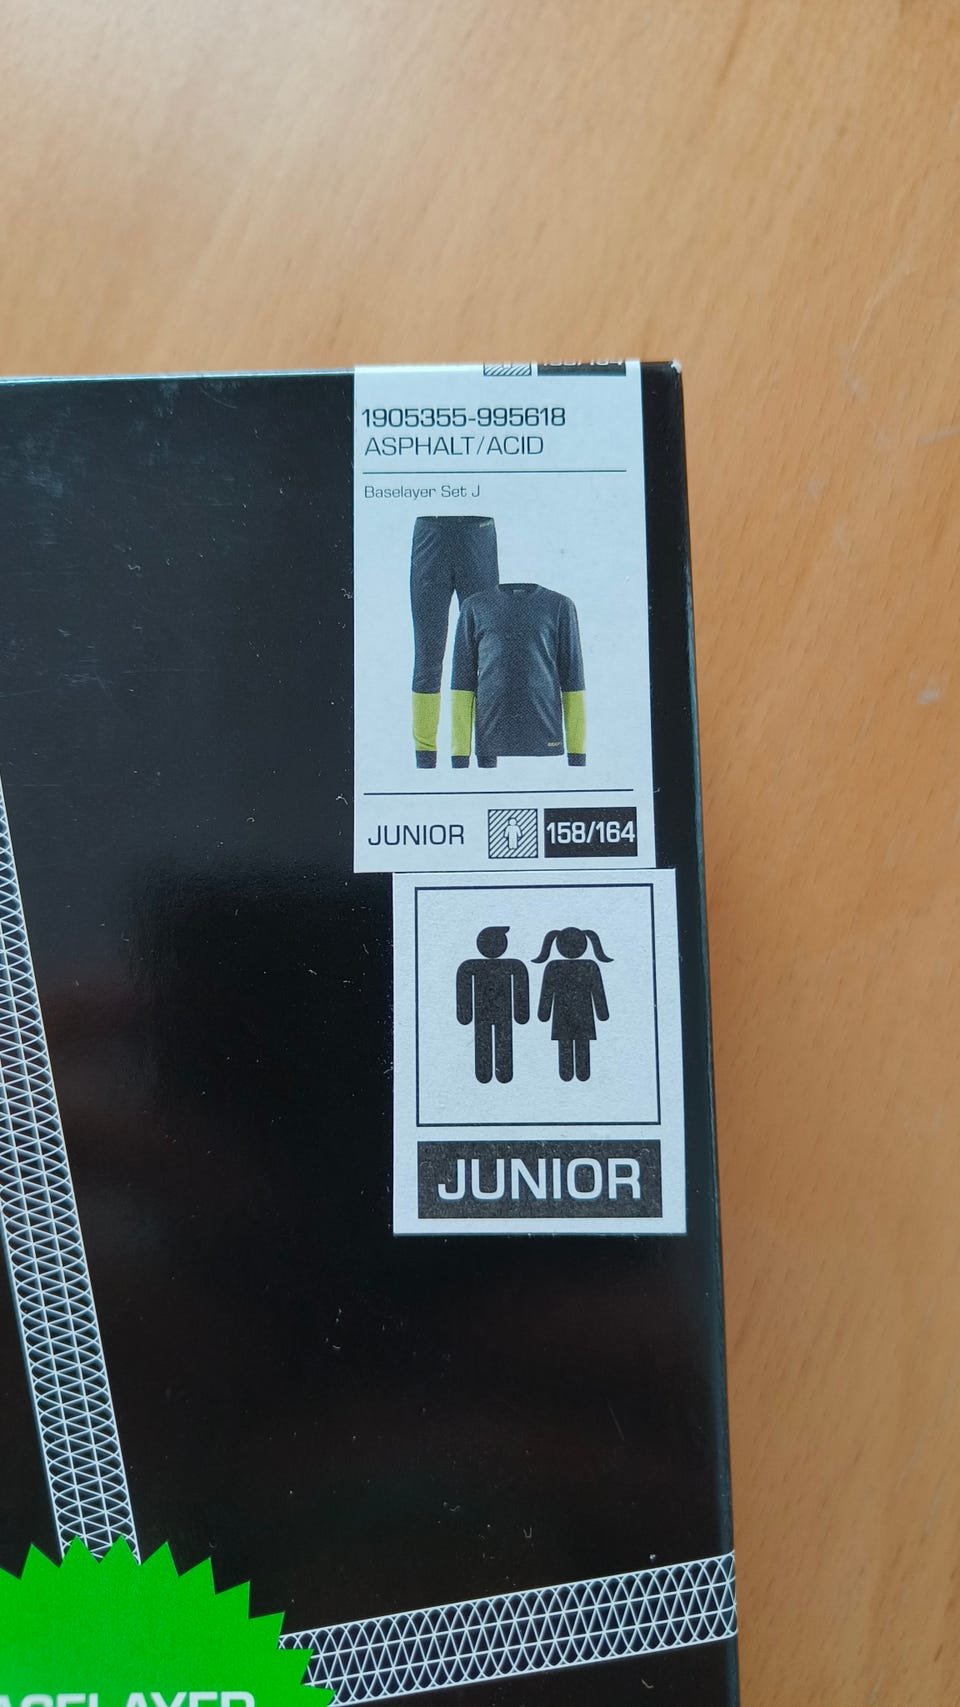 1905355-995618
ASPHALT/ACID
Baselayer Set J
JUNIOR
158/164
JUNIOR